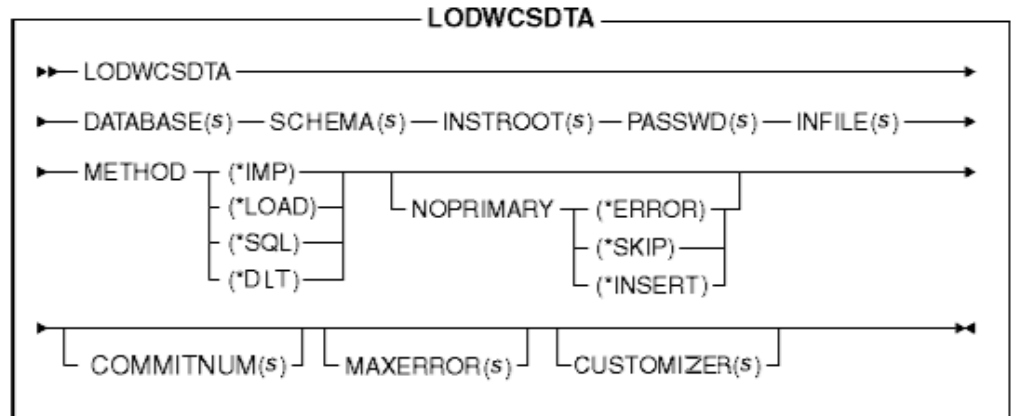 LODWCSDTA
LODWCSDTA
DATABASE(s) SCHEMA(s) INSTROOT(s) PASSWD(s) INFILE(s)
METHOD (*IMP)
(*LOAD) NOPRIMARY (*ERROR)
(*SQL) (*SKIP)
(*DLT) (*INSERT)
COMMITNUM(s) MAXERROR(s) CUSTOMIZER(s)